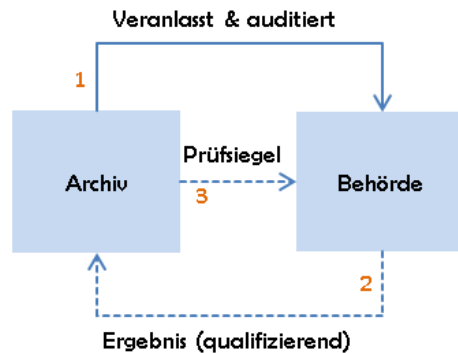 Veranlasst & auditiert
1
Prüfsiegel
Archiv
Behörde
3
2
Ergebnis (qualifizierend)